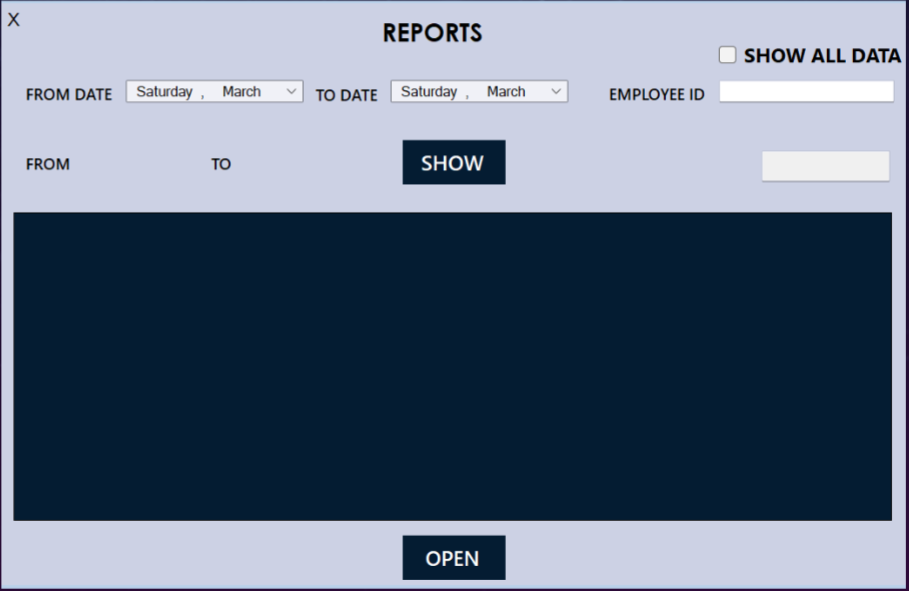 X
REPORTS
SHOW ALL DATA
FROM DATE Saturday , March TO DATE Saturday , March EMPLOYEE ID
FROM TO SHOW
OPEN